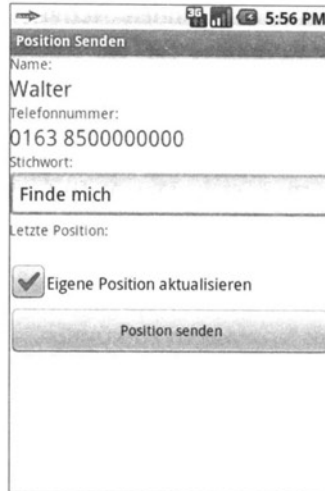 3G 5:56 PM
Position Senden
Name:
Walter
Telefonnummer:
0163 8500000000
Stichwort:
Finde mich
Letzte Position:
Eigene Position aktualisieren
Position senden